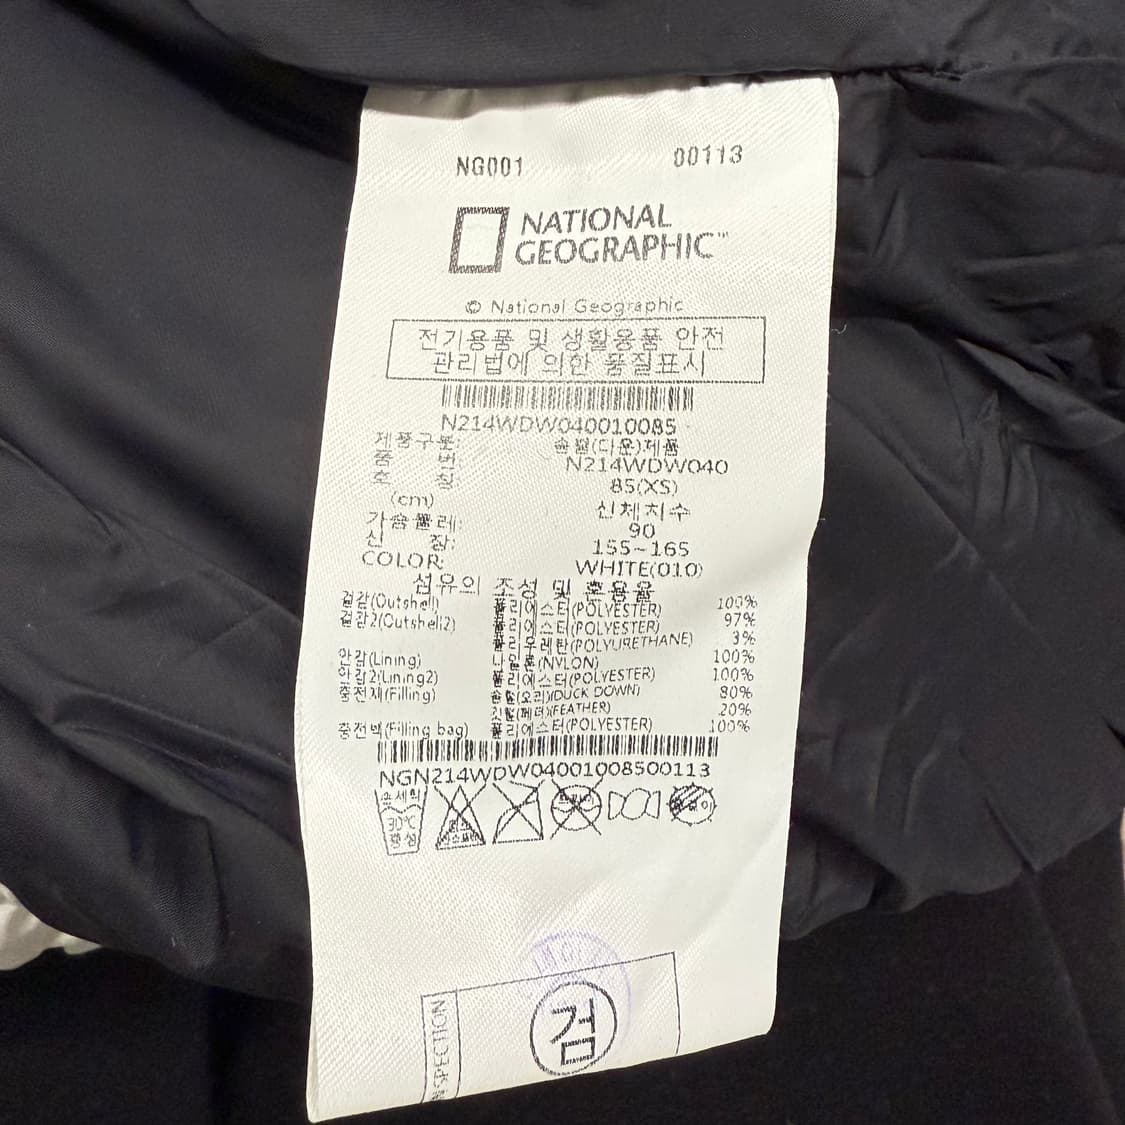 NG001 00113
NATIONAL
GEOGRAPHIC™
© National Geographic
전기용품 및 생활용품 안전
관리법에 의한 품질표시
N214WDW040010085
제품구분: 솜털(다운)제품
품 번: N214WDW040
호 칭: 85(XS)
(cm) 신체치수
가슴둘레: 90
신 장: 155~165
COLOR: WHITE(010)
섬유의 조성 및 혼용율
겉감(Outshell) 폴리에스터(POLYESTER) 100%
겉감2(Outshell2) 폴리에스터(POLYESTER) 97%
폴리우레탄(POLYURETHANE) 3%
안감(Lining) 나일론(NYLON) 100%
안감2(Lining2) 폴리에스터(POLYESTER) 100%
충전재(Filling) 솜털(오리)(DUCK DOWN) 80%
깃털(페더)(FEATHER) 20%
충전백(Filling bag) 폴리에스터(POLYESTER) 100%
NGN214WDW04001008500113
손세탁
30℃
중성
INSPECTION
검